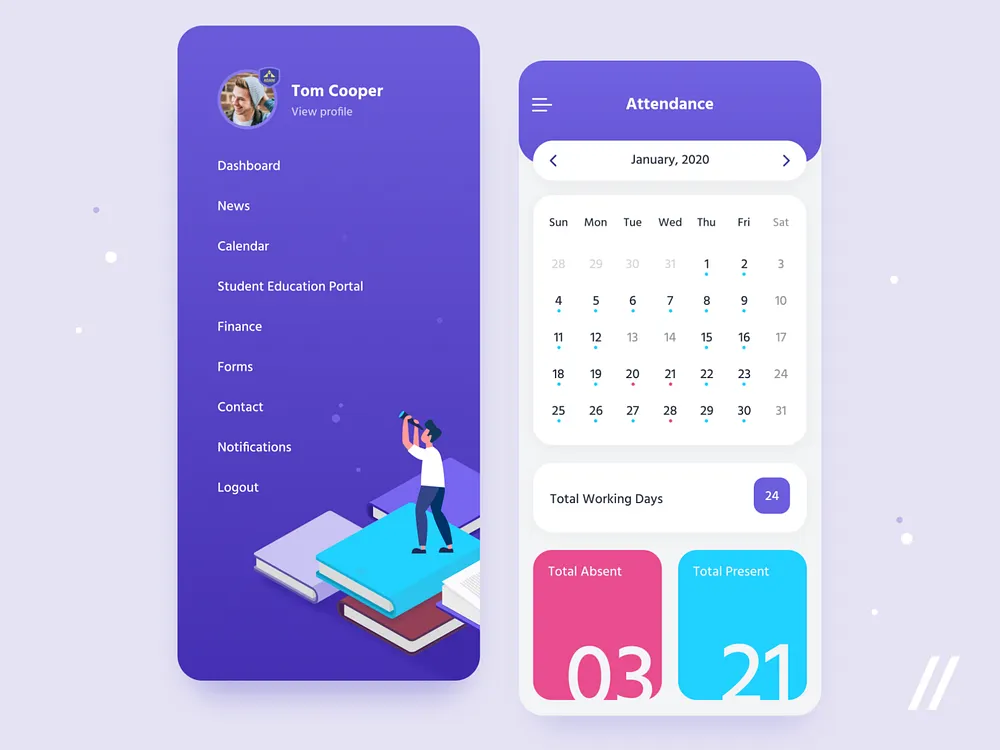 Tom Cooper
View profile
Dashboard
News
Calendar
Student Education Portal
Finance
Forms
Contact
Notifications
Logout
Attendance
January, 2020
Sun Mon Tue Wed Thu Fri Sat
28 29 30 31 1 2 3
4 5 6 7 8 9 10
11 12 13 14 15 16 17
18 19 20 21 22 23 24
25 26 27 28 29 30 31
Total Working Days 24
Total Absent
03
Total Present
21